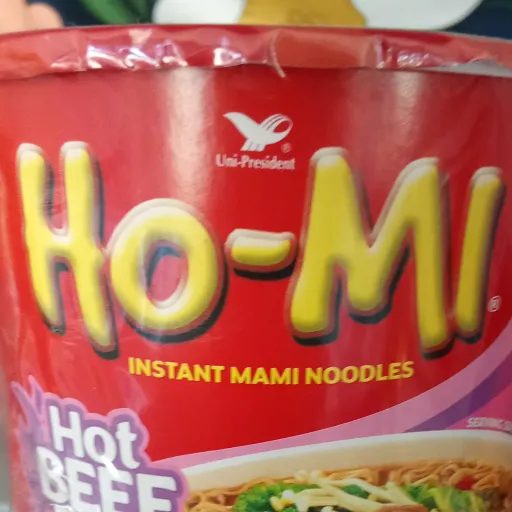 Uni-President
HO-MI
INSTANT MAMI NOODLES
Hot
BEEF